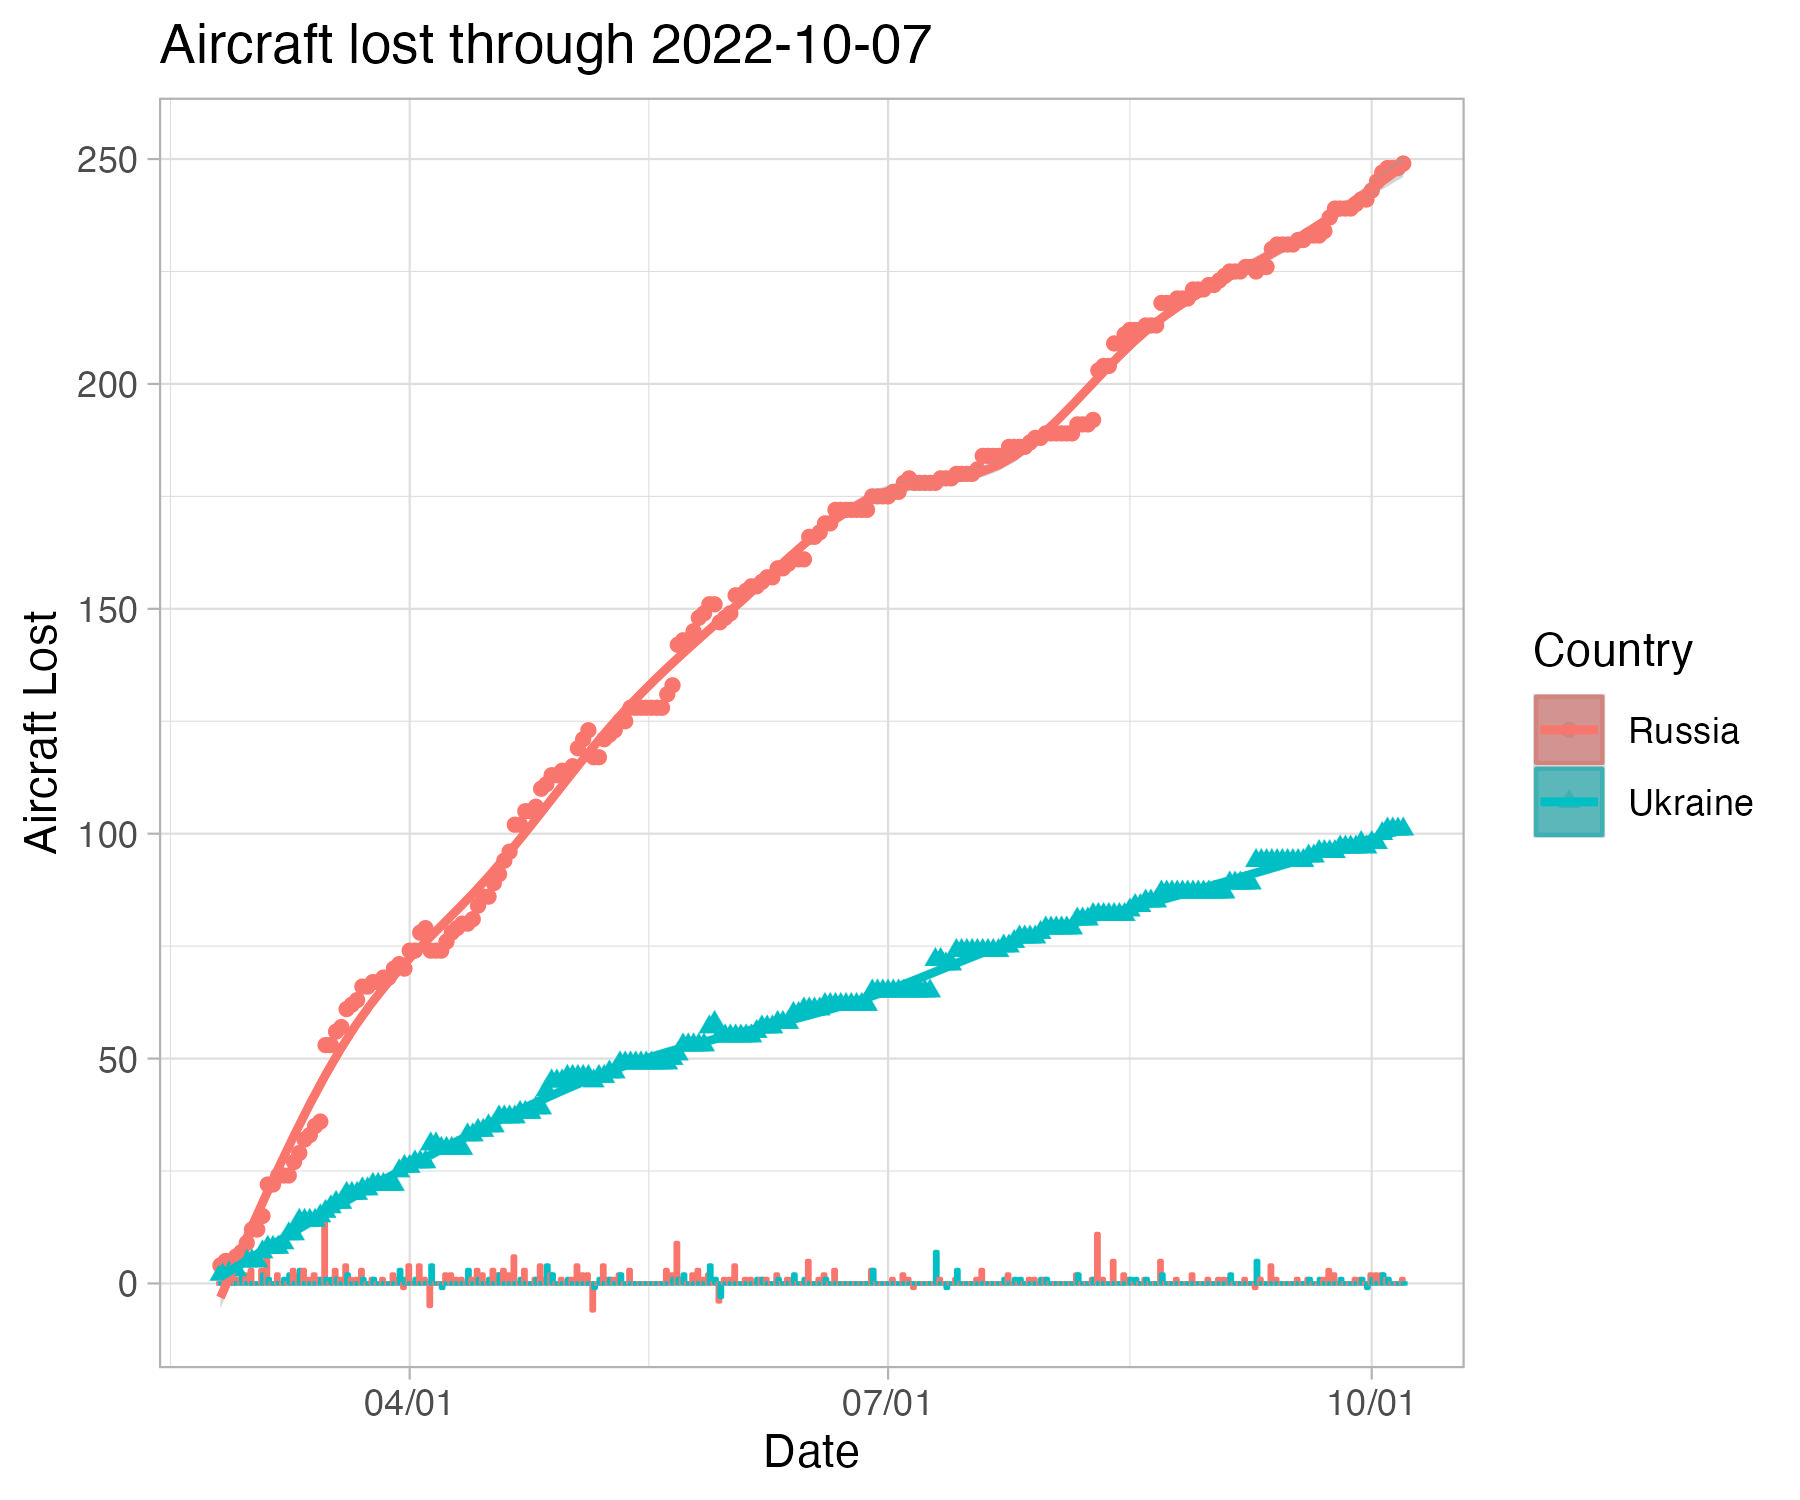 Aircraft lost through 2022-10-07
250
200
150
100
50
0
Aircraft Lost
04/01
07/01
10/01
Date
Country
Russia
Ukraine